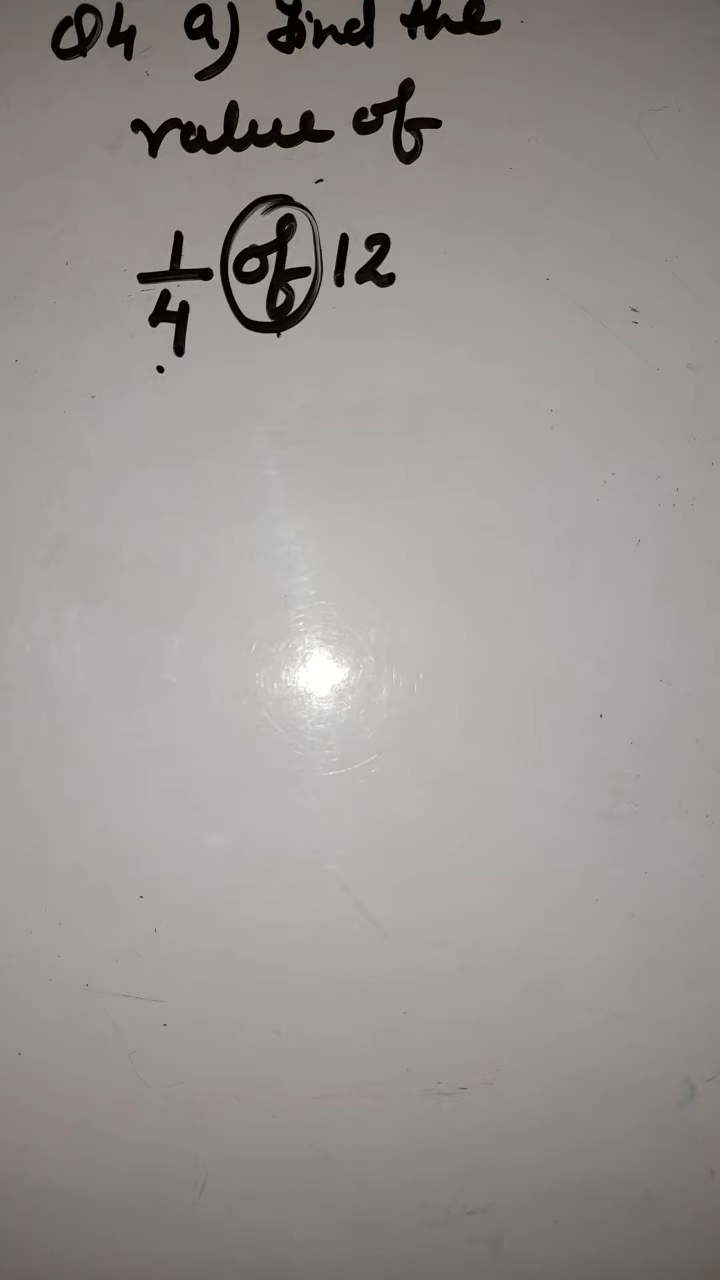 Q4 a) Find the
value of
1/4 of 12